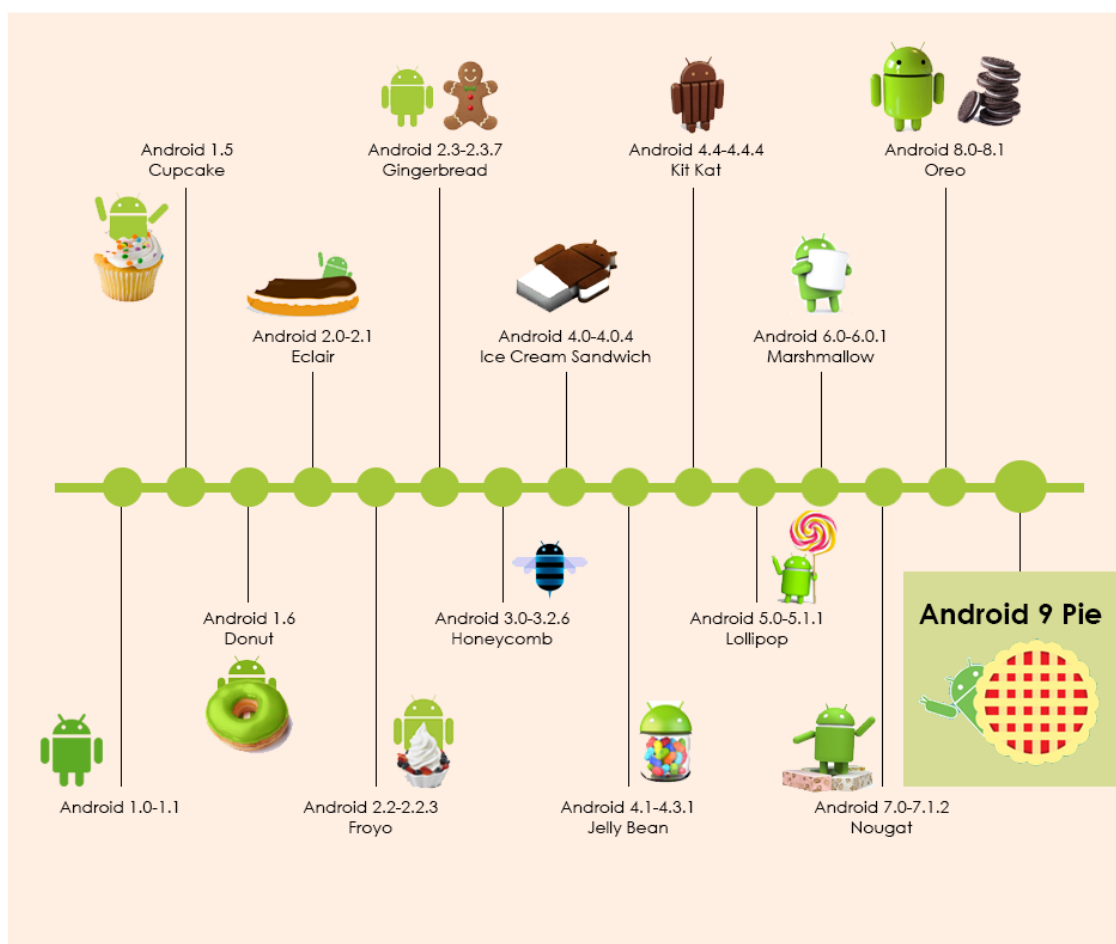 Android 1.5
Cupcake
Android 2.3-2.3.7
Gingerbread
Android 4.4-4.4.4
Kit Kat
Android 8.0-8.1
Oreo
Android 2.0-2.1
Eclair
Android 4.0-4.0.4
Ice Cream Sandwich
Android 6.0-6.0.1
Marshmallow
Android 1.6
Donut
Android 3.0-3.2.6
Honeycomb
Android 5.0-5.1.1
Lollipop
Android 9 Pie
Android 1.0-1.1
Android 2.2-2.2.3
Froyo
Android 4.1-4.3.1
Jelly Bean
Android 7.0-7.1.2
Nougat